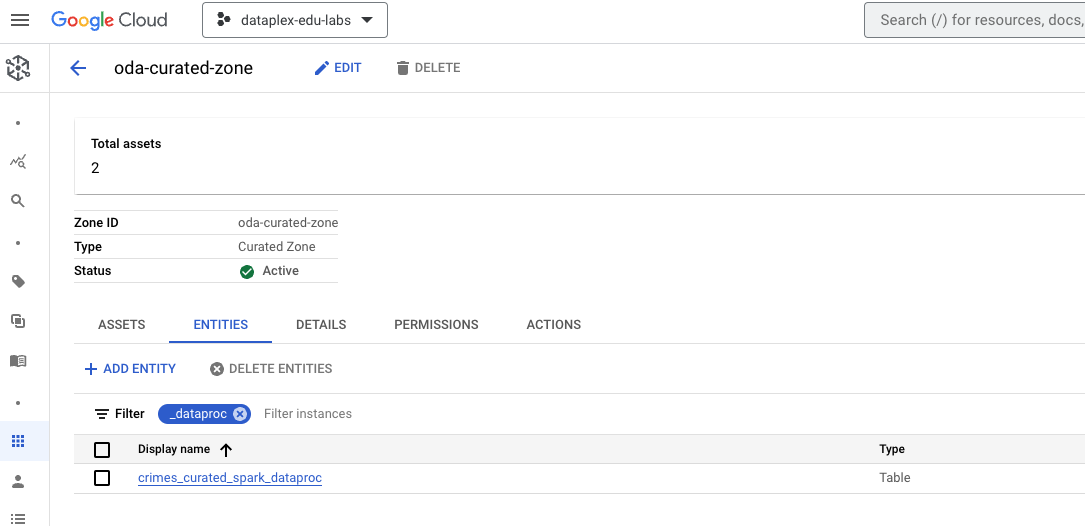 Google Cloud
dataplex-edu-labs
Search (/) for resources, docs,
oda-curated-zone
EDIT
DELETE
Total assets
2
Zone ID oda-curated-zone
Type Curated Zone
Status Active
ASSETS ENTITIES DETAILS PERMISSIONS ACTIONS
ADD ENTITY DELETE ENTITIES
Filter _dataproc Filter instances
Display name Type
crimes_curated_spark_dataproc Table